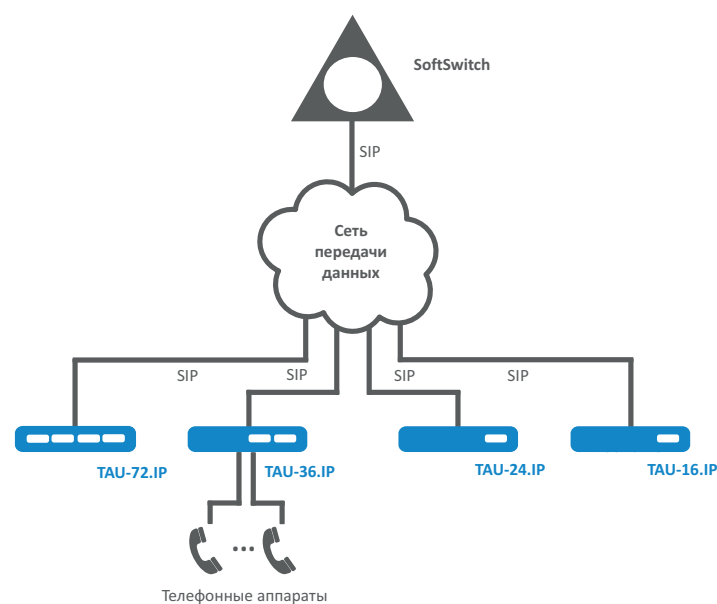 SoftSwitch
SIP
Сеть
передачи
данных
SIP
SIP
SIP
SIP
TAU-72.IP
TAU-36.IP
TAU-24.IP
TAU-16.IP
...
Телефонные аппараты